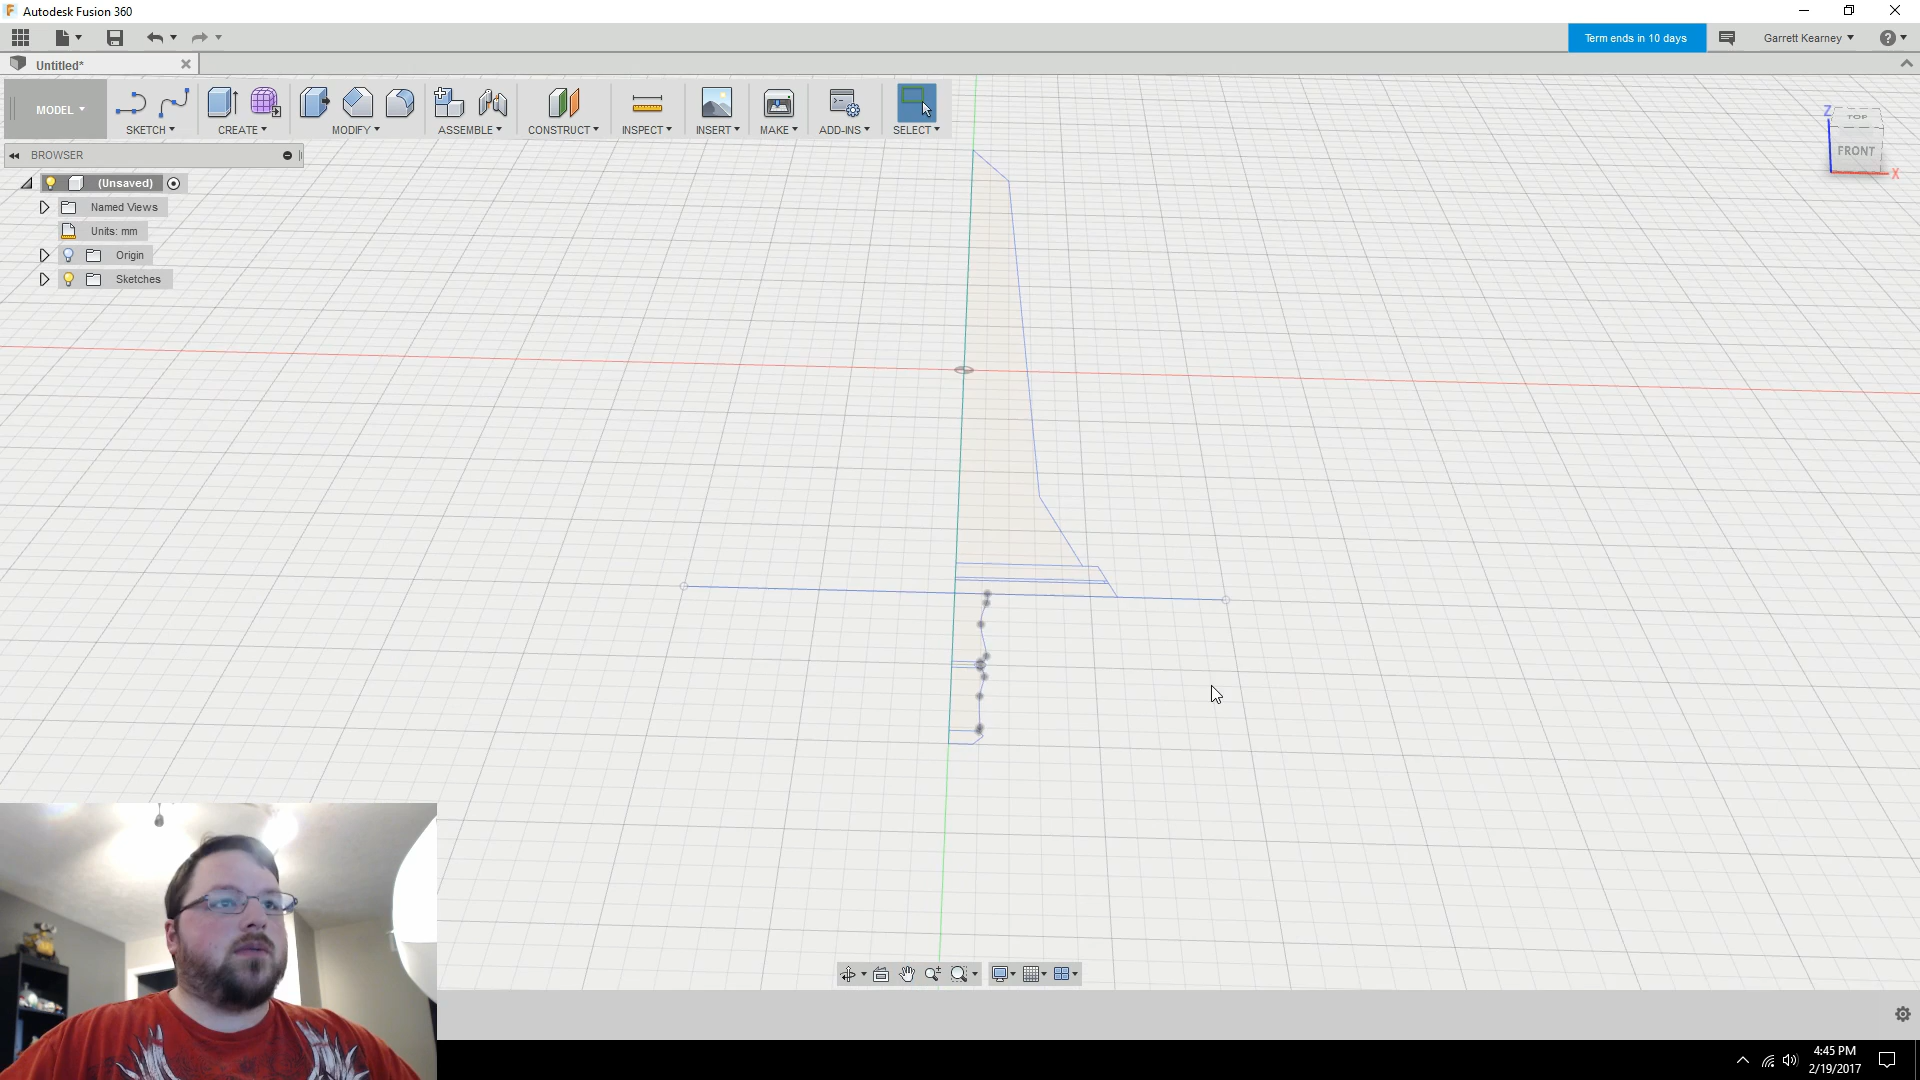 Autodesk Fusion 360
Term ends in 10 days
Garrett Kearney
Untitled*
MODEL
SKETCH
CREATE
MODIFY
ASSEMBLE
CONSTRUCT
INSPECT
INSERT
MAKE
ADD-INS
SELECT
BROWSER
(Unsaved)
Named Views
Units: mm
Origin
Sketches
Z
TOP
FRONT
X
4:45 PM
2/19/2017